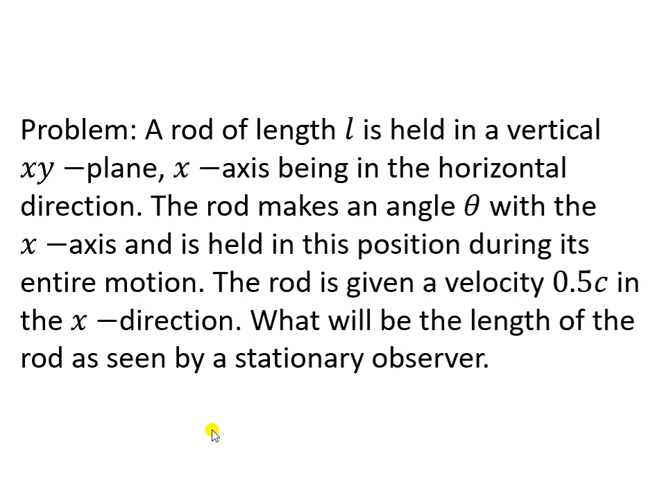 Problem: A rod of length 𝑙 is held in a vertical
𝑥𝑦 −plane, 𝑥 −axis being in the horizontal
direction. The rod makes an angle 𝜃 with the
𝑥 −axis and is held in this position during its
entire motion. The rod is given a velocity 0.5𝑐 in
the 𝑥 −direction. What will be the length of the
rod as seen by a stationary observer.